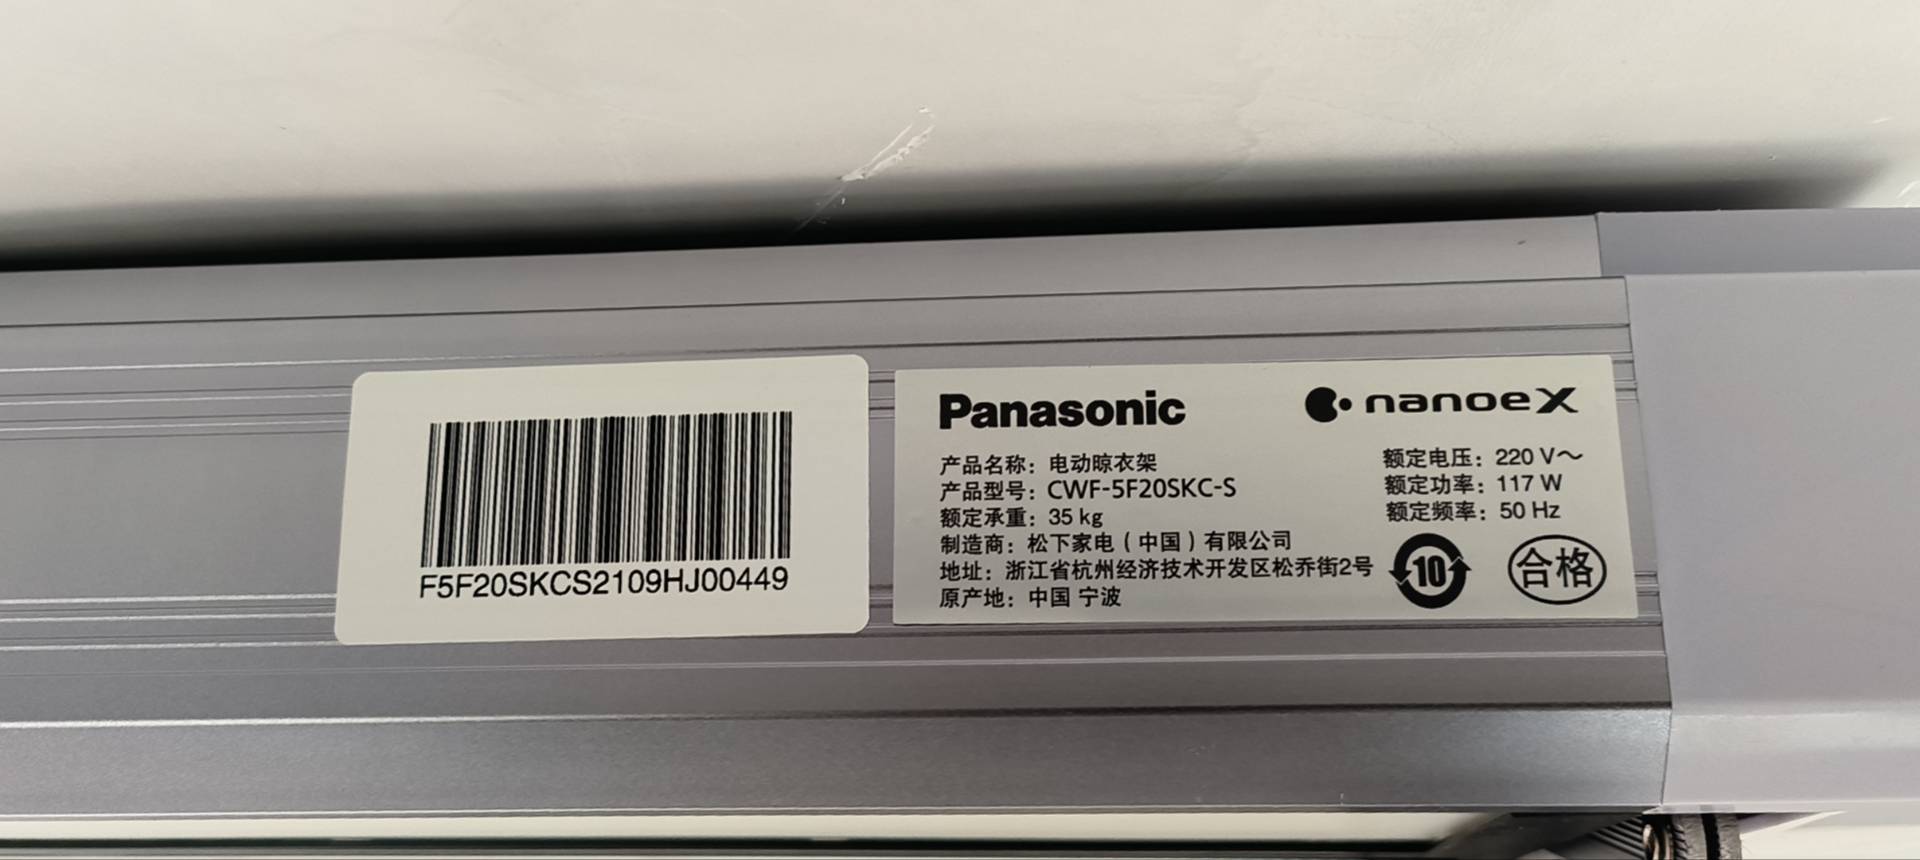 F5F20SKCS2109HJ00449
Panasonic
nanoe X
产品名称：电动晾衣架
产品型号：CWF-5F20SKC-S
额定承重：35 kg
制造商：松下家电（中国）有限公司
地址：浙江省杭州经济技术开发区松乔街2号
原产地：中国 宁波
额定电压：220 V～
额定功率：117 W
额定频率：50 Hz
10
合格